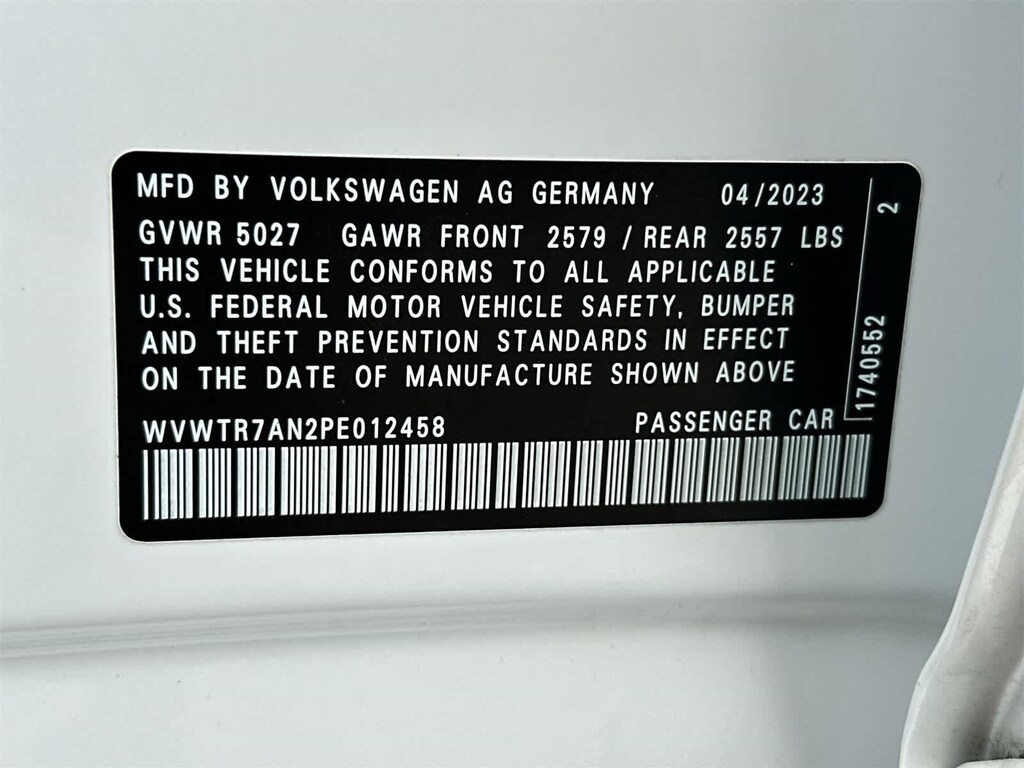 MFD BY VOLKSWAGEN AG GERMANY 04/2023
GVWR 5027 GAWR FRONT 2579 / REAR 2557 LBS
THIS VEHICLE CONFORMS TO ALL APPLICABLE
U.S. FEDERAL MOTOR VEHICLE SAFETY, BUMPER
AND THEFT PREVENTION STANDARDS IN EFFECT
ON THE DATE OF MANUFACTURE SHOWN ABOVE
WVWTR7AN2PE012458 PASSENGER CAR
1740552 2